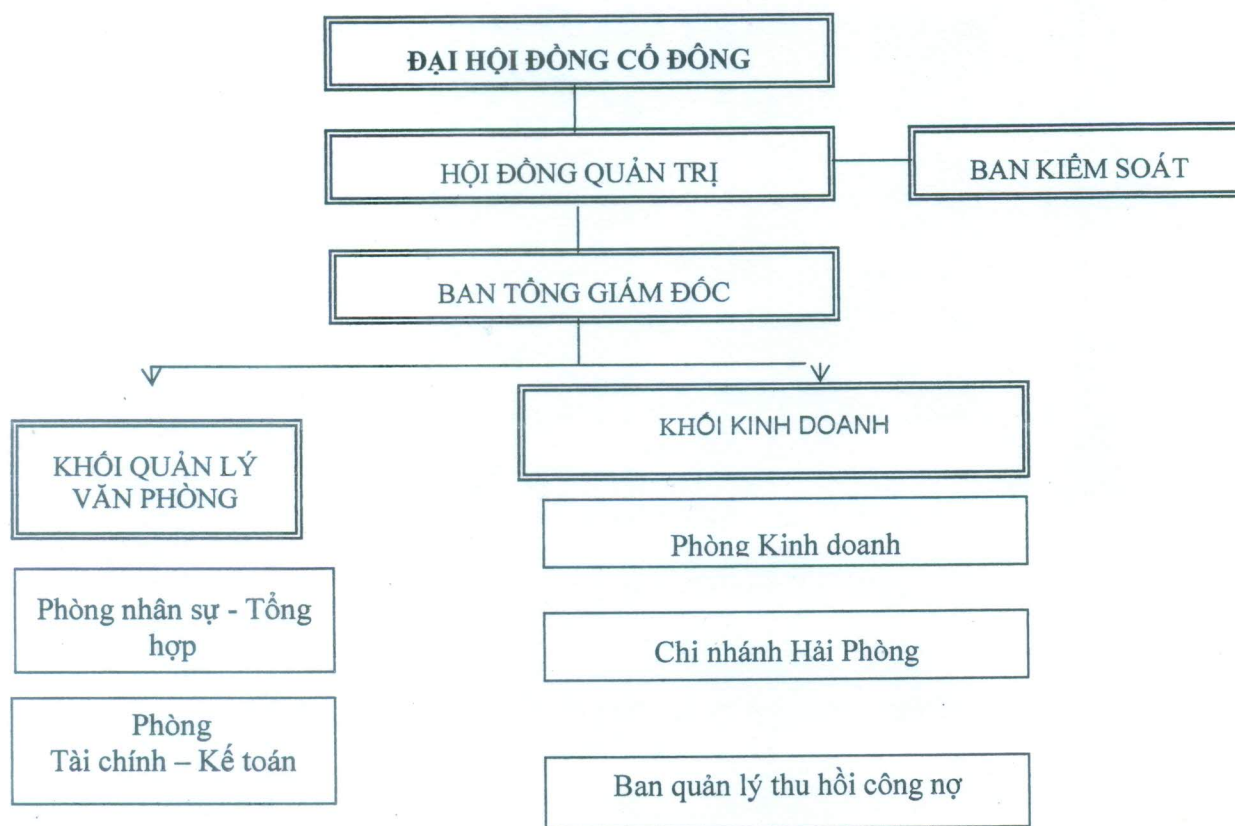 ĐẠI HỘI ĐỒNG CỔ ĐÔNG
HỘI ĐỒNG QUẢN TRỊ
BAN KIỂM SOÁT
BAN TỔNG GIÁM ĐỐC
KHỐI QUẢN LÝ
VĂN PHÒNG
Phòng nhân sự - Tổng
hợp
Phòng
Tài chính – Kế toán
KHỐI KINH DOANH
Phòng Kinh doanh
Chi nhánh Hải Phòng
Ban quản lý thu hồi công nợ